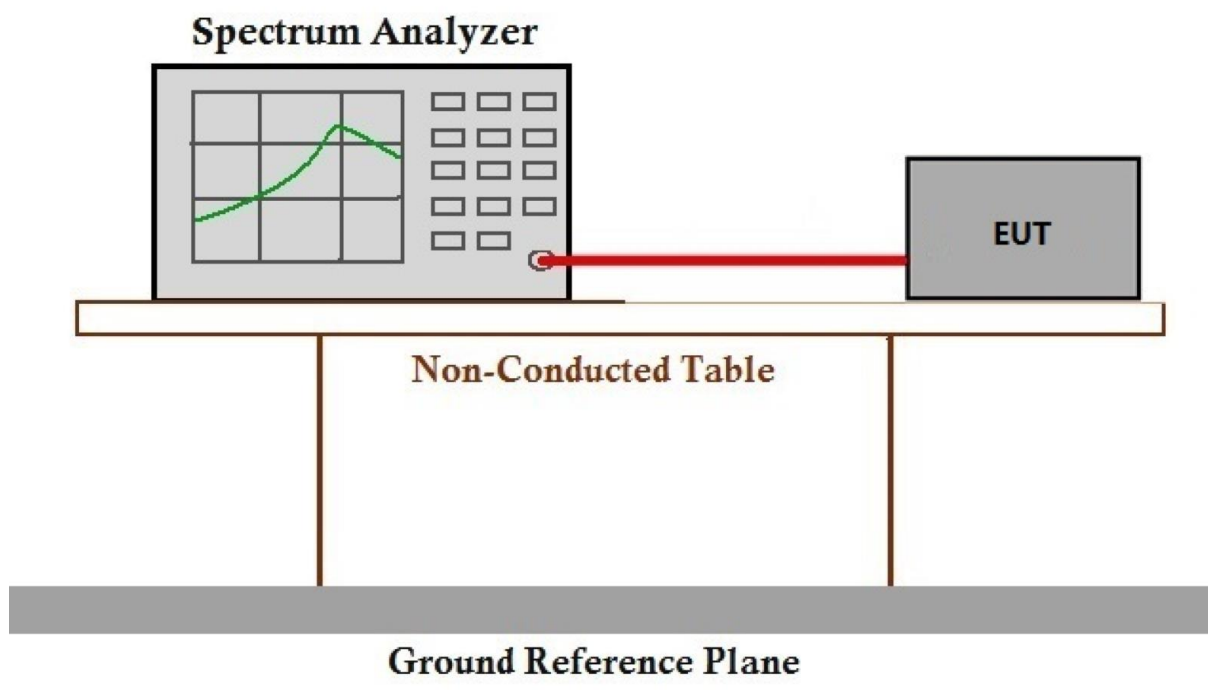 Spectrum Analyzer
EUT
Non-Conducted Table
Ground Reference Plane